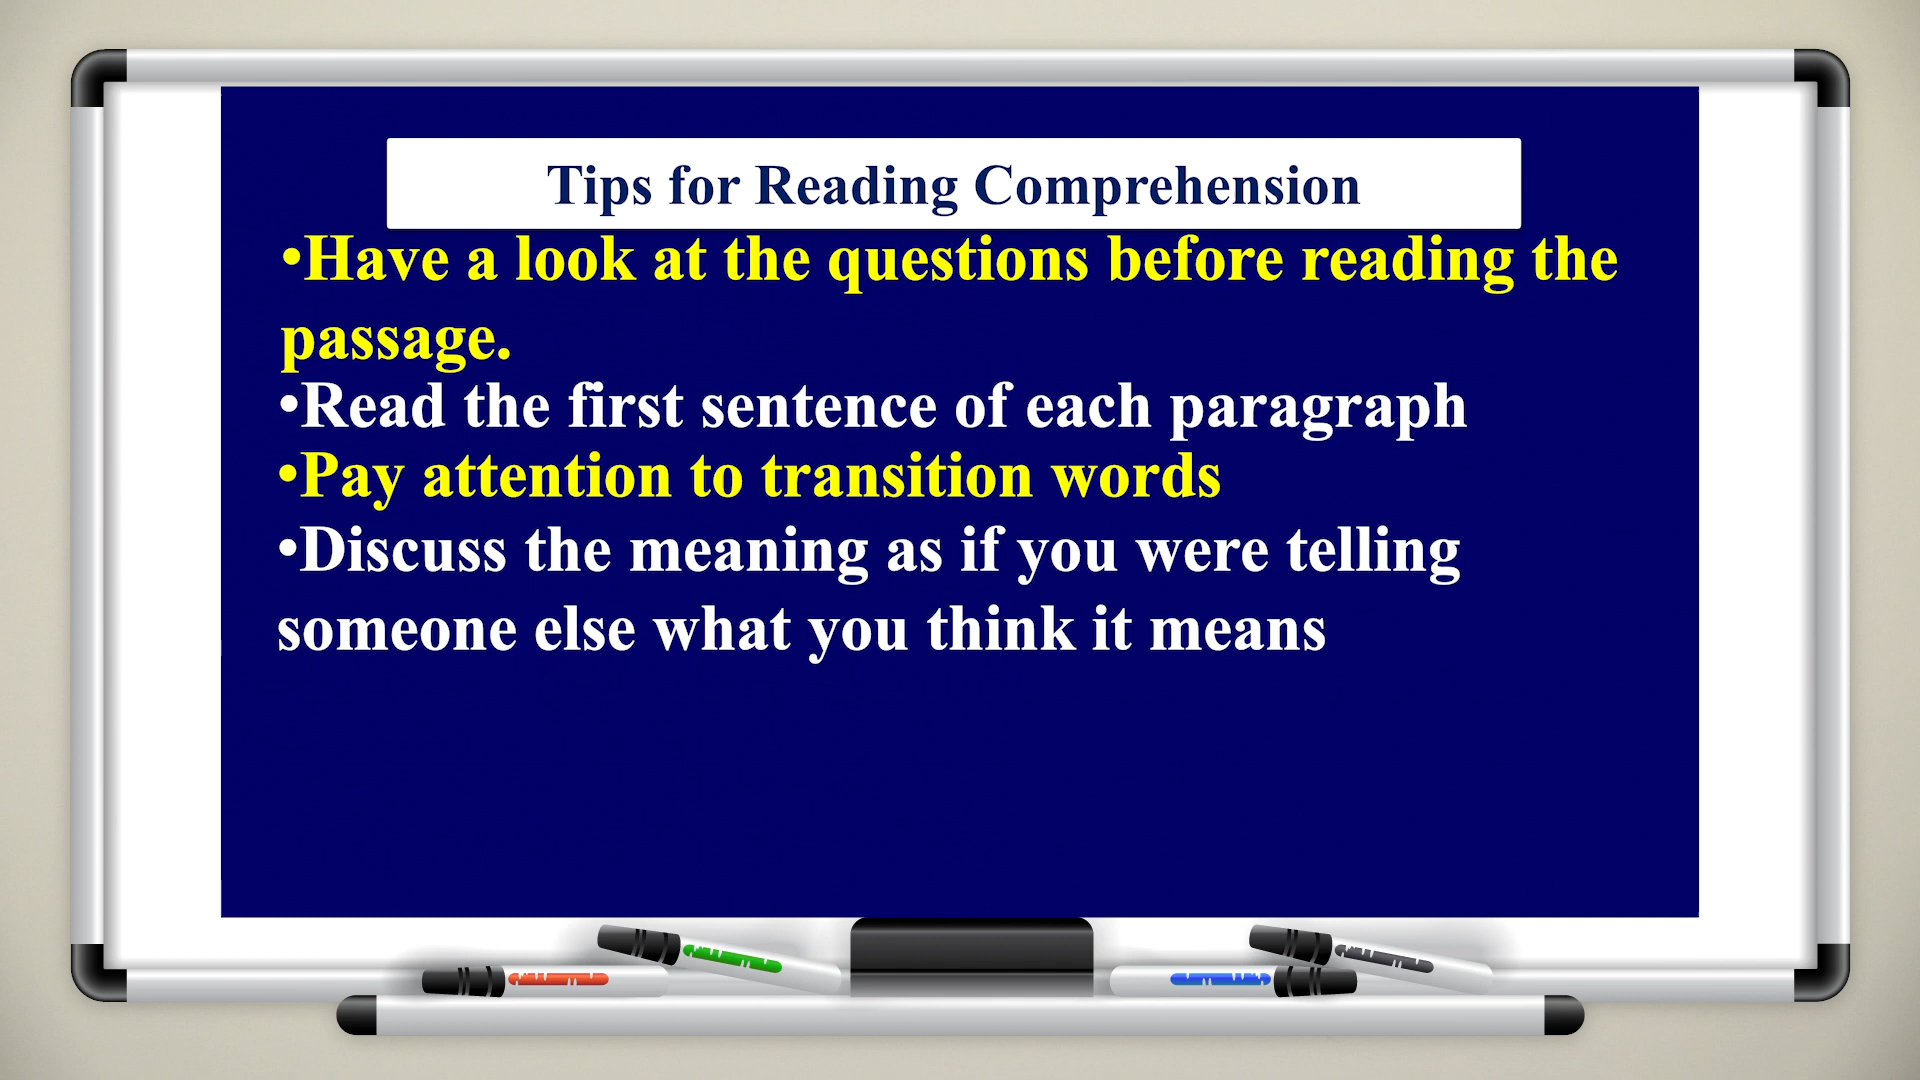 Tips for Reading Comprehension
•Have a look at the questions before reading the
passage.
•Read the first sentence of each paragraph
•Pay attention to transition words
•Discuss the meaning as if you were telling
someone else what you think it means